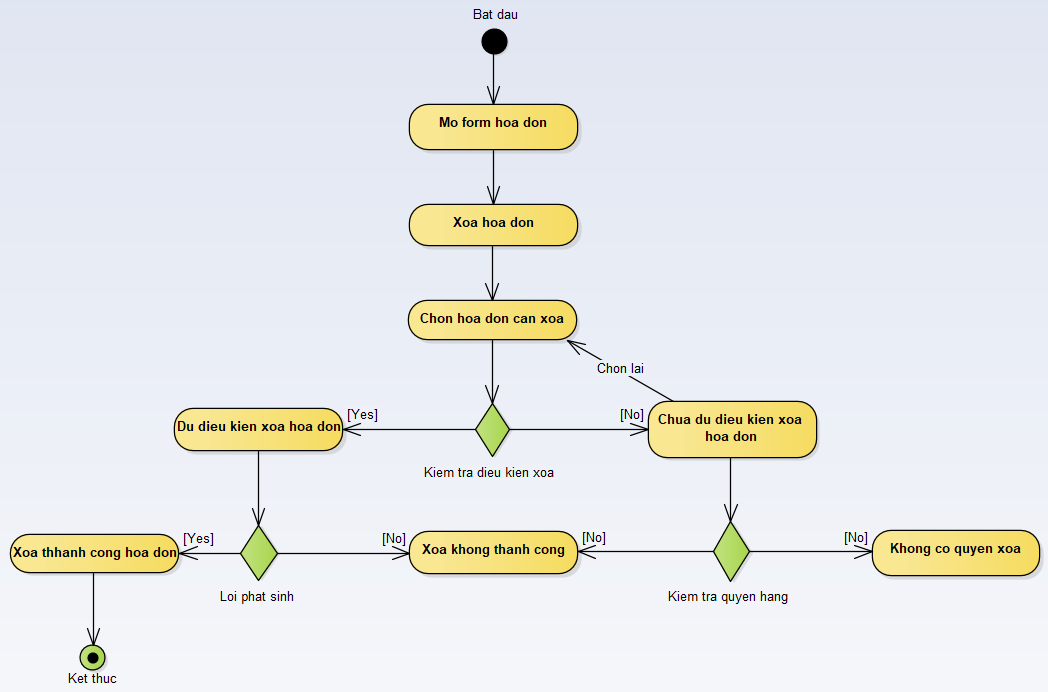 Bat dau
Mo form hoa don
Xoa hoa don
Chon hoa don can xoa
Chon lai
[Yes]
[No]
Du dieu kien xoa hoa don
Chua du dieu kien xoa
hoa don
Kiem tra dieu kien xoa
[Yes]
[No]
[No]
[No]
Xoa thhanh cong hoa don
Xoa khong thanh cong
Khong co quyen xoa
Loi phat sinh
Kiem tra quyen hang
Ket thuc